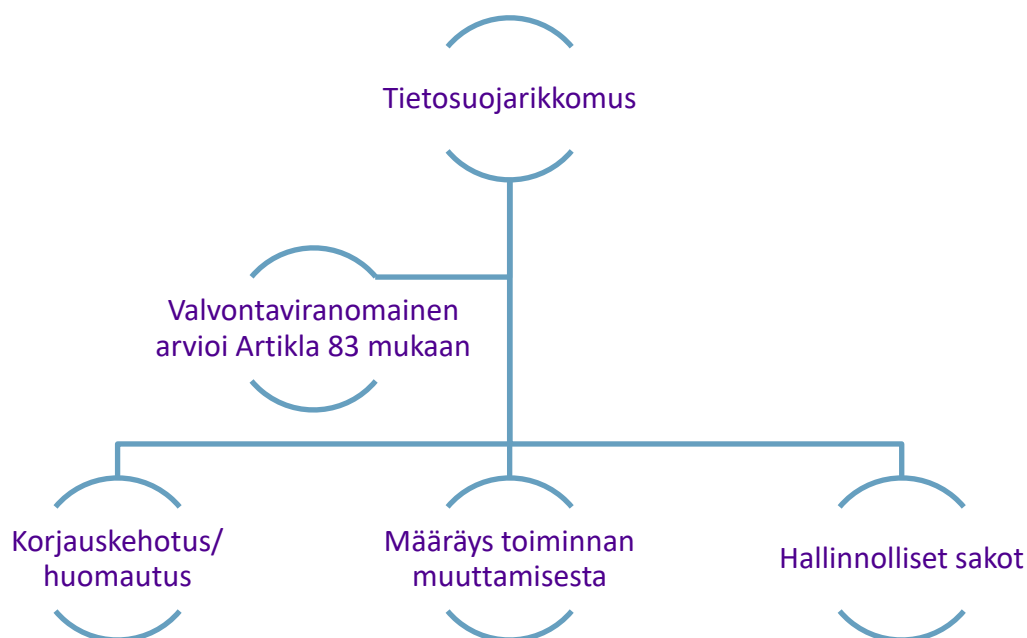 Tietosuojarikkomus
Valvontaviranomainen
arvioi Artikla 83 mukaan
Korjauskehotus/
huomautus
Määräys toiminnan
muuttamisesta
Hallinnolliset sakot